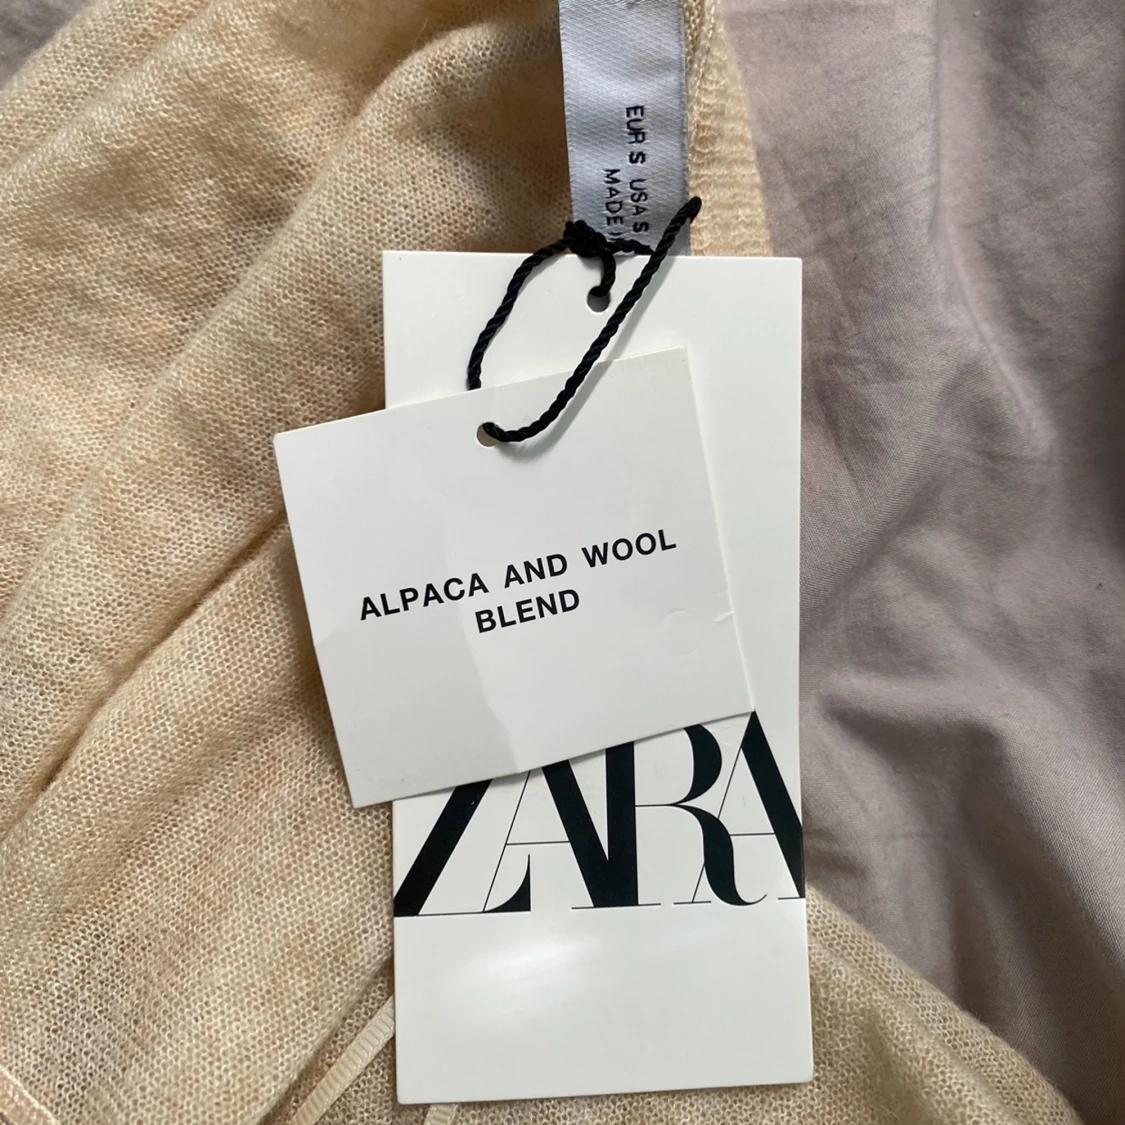 EUR S USA S
MADE I
ALPACA AND WOOL
BLEND
ZARA